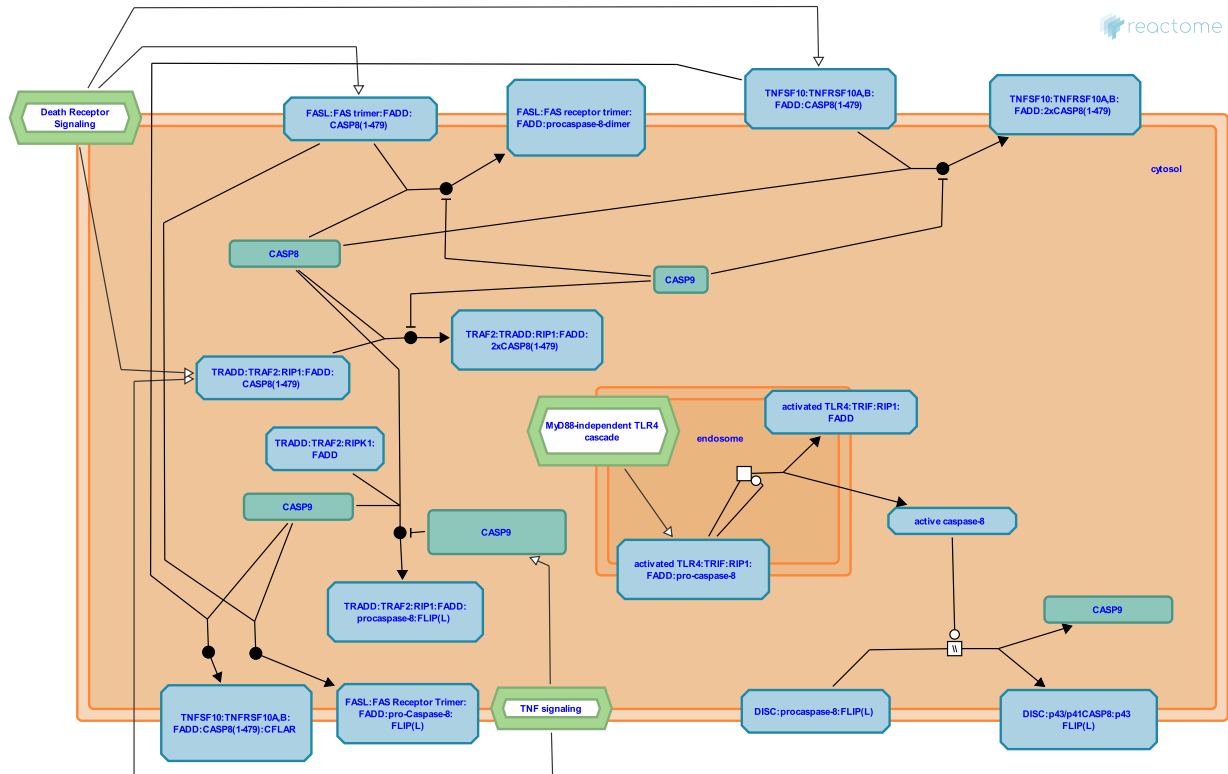 reactome
Death Receptor
Signaling
FASL:FAS trimer:FADD:
CASP8(1-479)
FASL:FAS receptor trimer:
FADD:procaspase-8-dimer
TNFSF10:TNFRSF10A,B:
FADD:CASP8(1-479)
TNFSF10:TNFRSF10A,B:
FADD:2xCASP8(1-479)
cytosol
CASP8
CASP9
TRAF2:TRADD:RIP1:FADD:
2xCASP8(1-479)
TRADD:TRAF2:RIP1:FADD:
CASP8(1-479)
MyD88-independent TLR4
cascade
endosome
activated TLR4:TRIF:RIP1:
FADD
TRADD:TRAF2:RIPK1:
FADD
CASP9
CASP9
active caspase-8
activated TLR4:TRIF:RIP1:
FADD:pro-caspase-8
TRADD:TRAF2:RIP1:FADD:
procaspase-8:FLIP(L)
CASP9
\\
TNFSF10:TNFRSF10A,B:
FADD:CASP8(1-479):CFLAR
FASL:FAS Receptor Trimer:
FADD:pro-Caspase-8:
FLIP(L)
TNF signaling
DISC:procaspase-8:FLIP(L)
DISC:p43/p41CASP8:p43
FLIP(L)